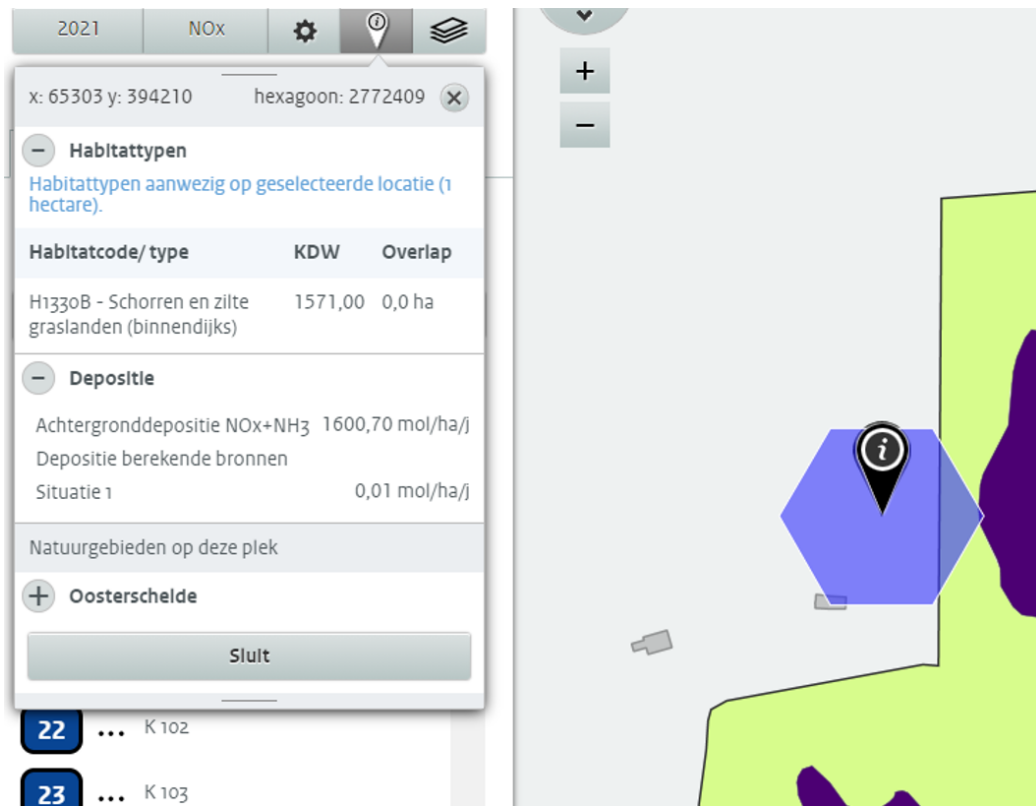 2021 NOx
x: 65303 y: 394210 hexagoon: 2772409
Habitattypen
Habitattypen aanwezig op geselecteerde locatie (1
hectare).
Habitatcode/ type KDW Overlap
H1330B - Schorren en zilte 1571,00 0,0 ha
graslanden (binnendijks)
Depositie
Achtergronddepositie NOx+NH3 1600,70 mol/ha/j
Depositie berekende bronnen
Situatie 1 0,01 mol/ha/j
Natuurgebieden op deze plek
Oosterschelde
Sluit
22 ... K 102
23 ... K 103